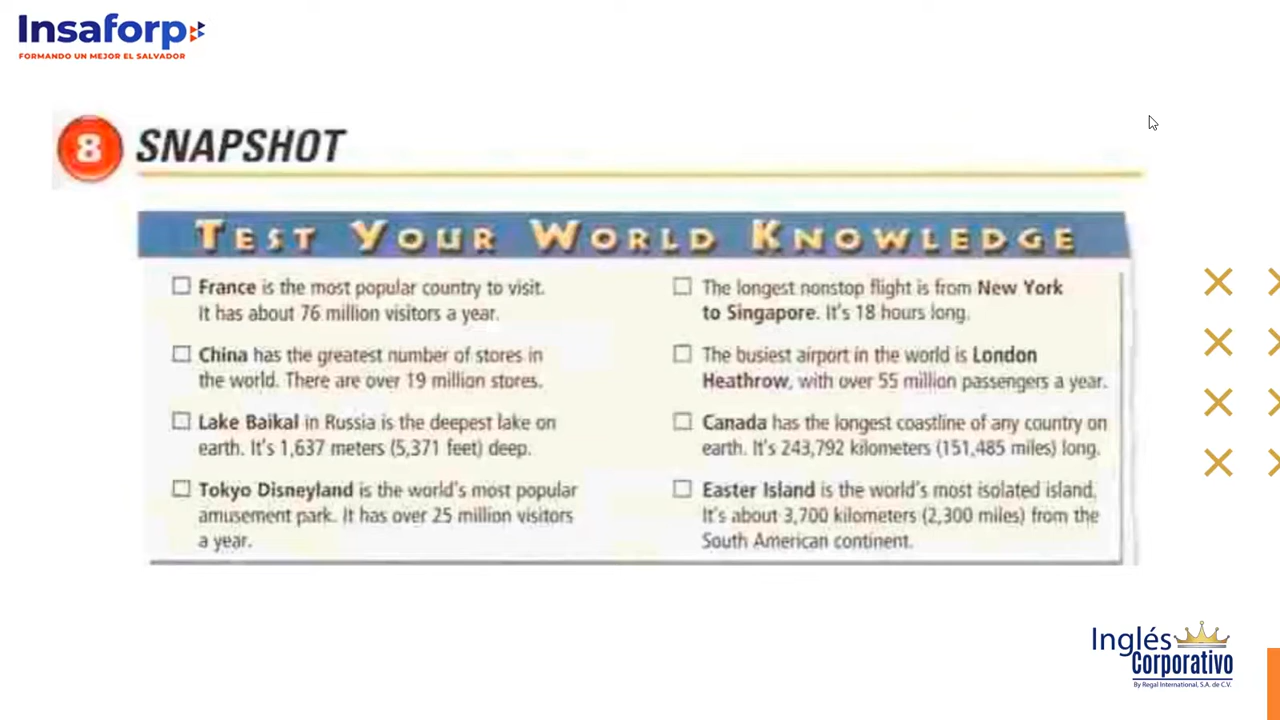 Insaforp
FORMANDO UN MEJOR EL SALVADOR
8 SNAPSHOT
TEST YOUR WORLD KNOWLEDGE
France is the most popular country to visit.
It has about 76 million visitors a year.
China has the greatest number of stores in
the world. There are over 19 million stores.
Lake Baikal in Russia is the deepest lake on
earth. It's 1,637 meters (5,371 feet) deep.
Tokyo Disneyland is the world's most popular
amusement park. It has over 25 million visitors
a year.
The longest nonstop flight is from New York
to Singapore. It's 18 hours long.
The busiest airport in the world is London
Heathrow, with over 55 million passengers a year.
Canada has the longest coastline of any country on
earth. It's 243,792 kilometers (151,485 miles) long.
Easter Island is the world's most isolated island.
It's about 3,700 kilometers (2,300 miles) from the
South American continent.
Inglés
Corporativo
By Regal International, S.A. de C.V.